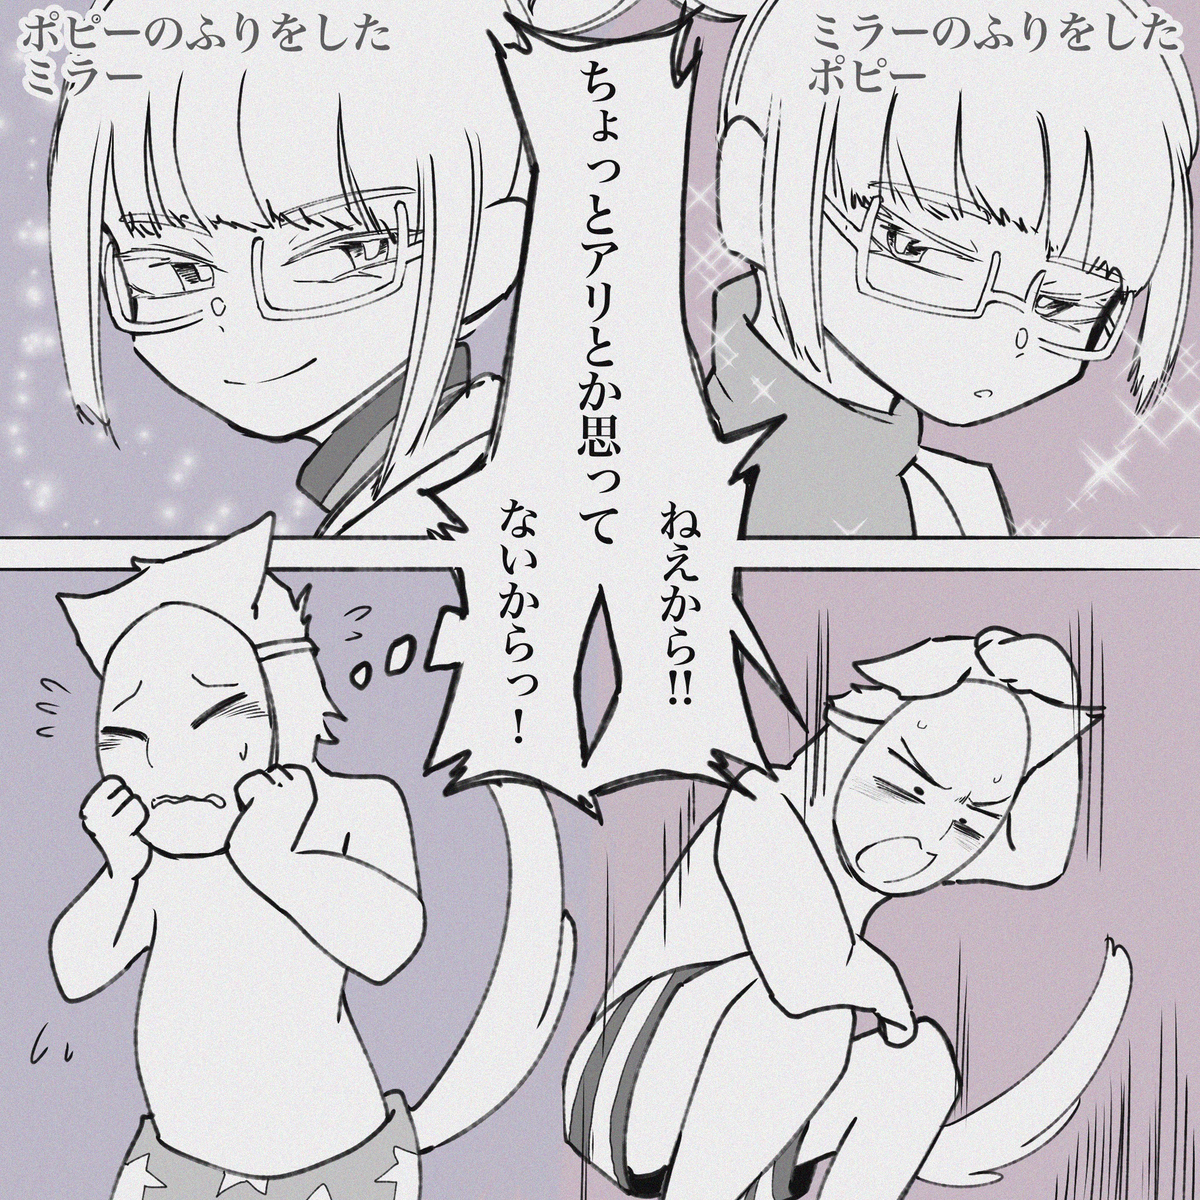 ミラーのふりをした
ポピー
ポピーのふりをした
ミラー
ねえから!!
ちょっとアリとか思って
ないからっ!